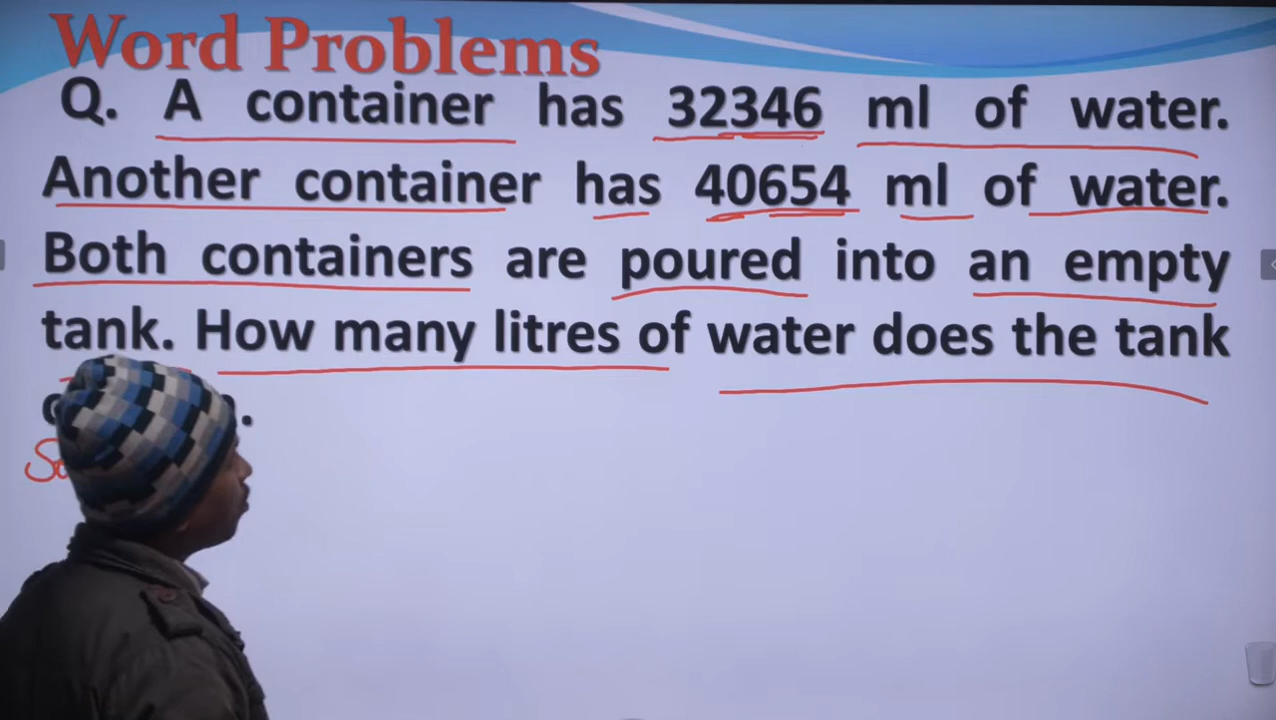 Word Problems
Q. A container has 32346 ml of water.
Another container has 40654 ml of water.
Both containers are poured into an empty
tank. How many litres of water does the tank